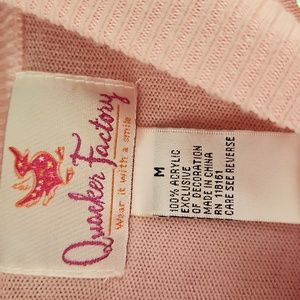 Quacker Factory
Wear it with a smile
M
100% ACRYLIC
EXCLUSIVE
OF DECORATION
MADE IN CHINA
RN 118161
CARE SEE REVERSE